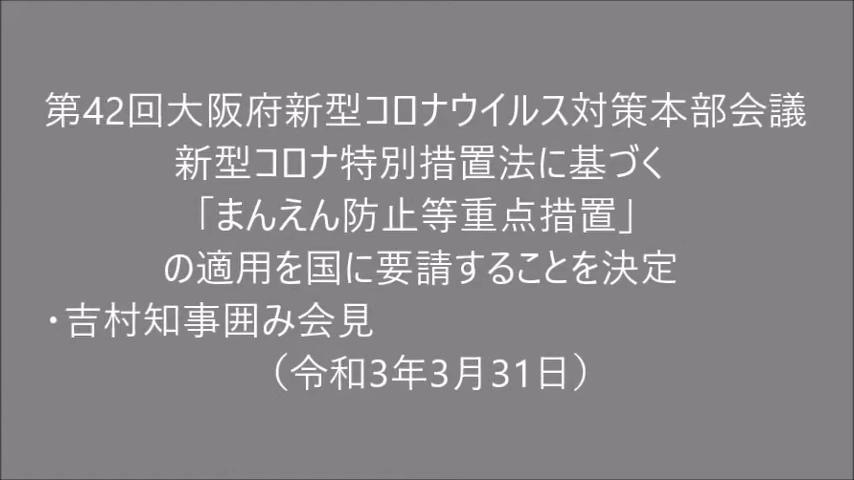 第42回大阪府新型コロナウイルス対策本部会議
新型コロナ特別措置法に基づく
「まんえん防止等重点措置」
の適用を国に要請することを決定
・吉村知事囲み会見
（令和3年3月31日）